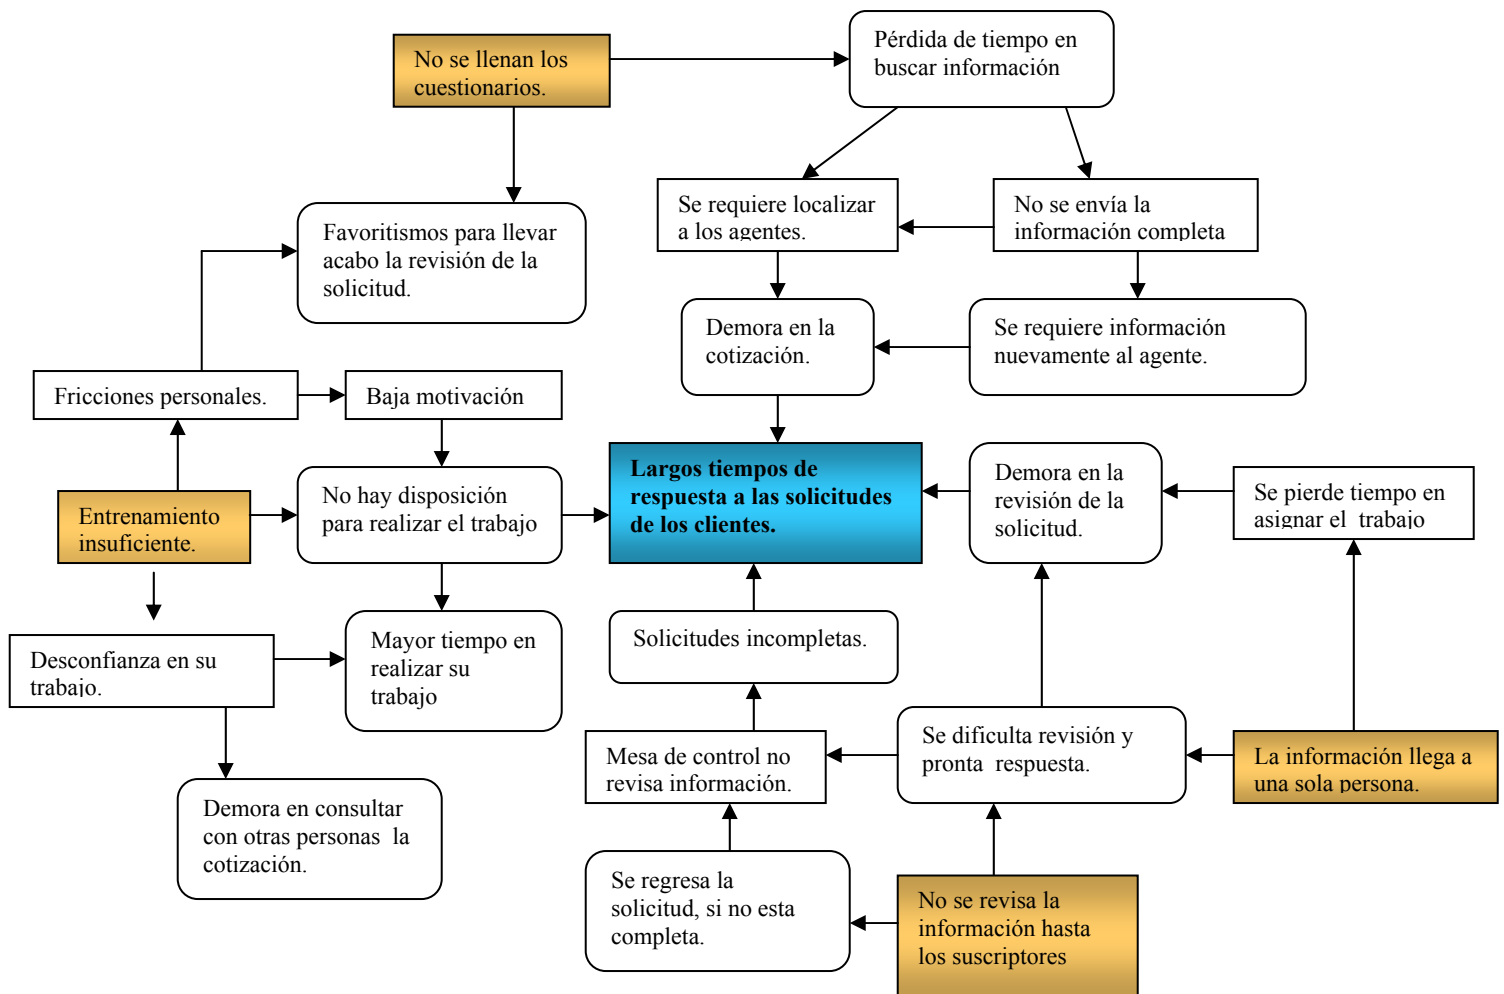 Pérdida de tiempo en
buscar información
No se llenan los
cuestionarios.
Se requiere localizar
a los agentes.
No se envía la
información completa
Favoritismos para llevar
acabo la revisión de la
solicitud.
Demora en la
cotización.
Se requiere información
nuevamente al agente.
Fricciones personales.
Baja motivación
Largos tiempos de
respuesta a las solicitudes
de los clientes.
Demora en la
revisión de la
solicitud.
Se pierde tiempo en
asignar el  trabajo
No hay disposición
para realizar el trabajo
Entrenamiento
insuficiente.
Solicitudes incompletas.
Mayor tiempo en
realizar su
trabajo
Desconfianza en su
trabajo.
Mesa de control no
revisa información.
Se dificulta revisión y
pronta  respuesta.
La información llega a
una sola persona.
Demora en consultar
con otras personas  la
cotización.
Se regresa la
solicitud, si no esta
completa.
No se revisa la
información hasta
los suscriptores